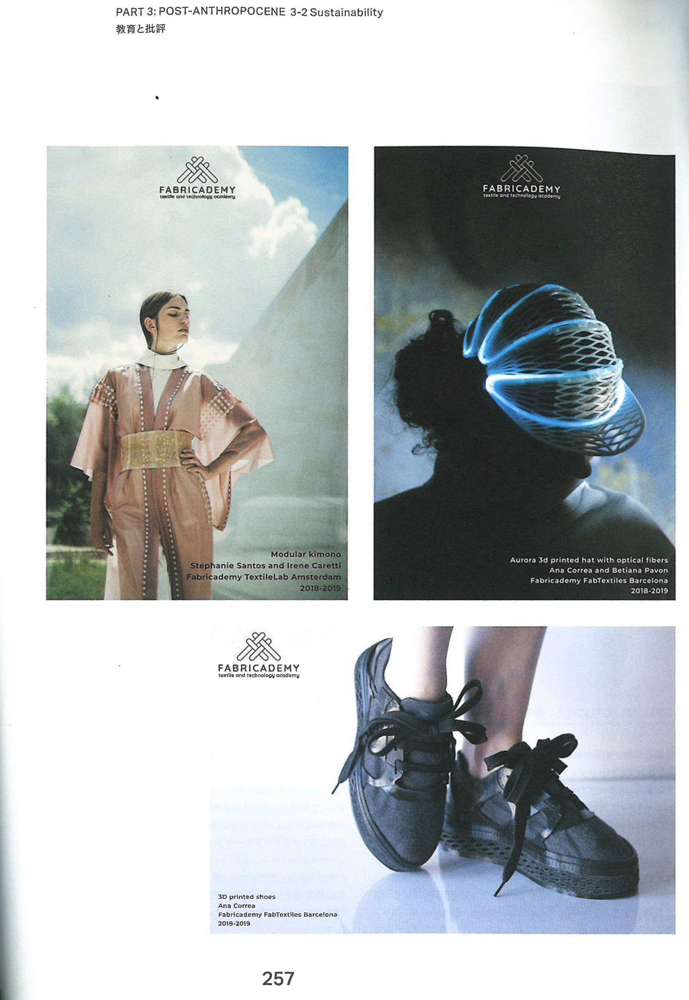 PART 3: POST-ANTHROPOCENE 3-2 Sustainability
教育と批評
FABRICADEMY
textile and technology academy
Modular kimono
Stephanie Santos and Irene Caretti
Fabricademy TextileLab Amsterdam
2018-2019
FABRICADEMY
textile and technology academy
Aurora 3d printed hat with optical fibers
Ana Correa and Betiana Pavon
Fabricademy FabTextiles Barcelona
2018-2019
FABRICADEMY
textile and technology academy
3D printed shoes
Ana Correa
Fabricademy FabTextiles Barcelona
2018-2019
257